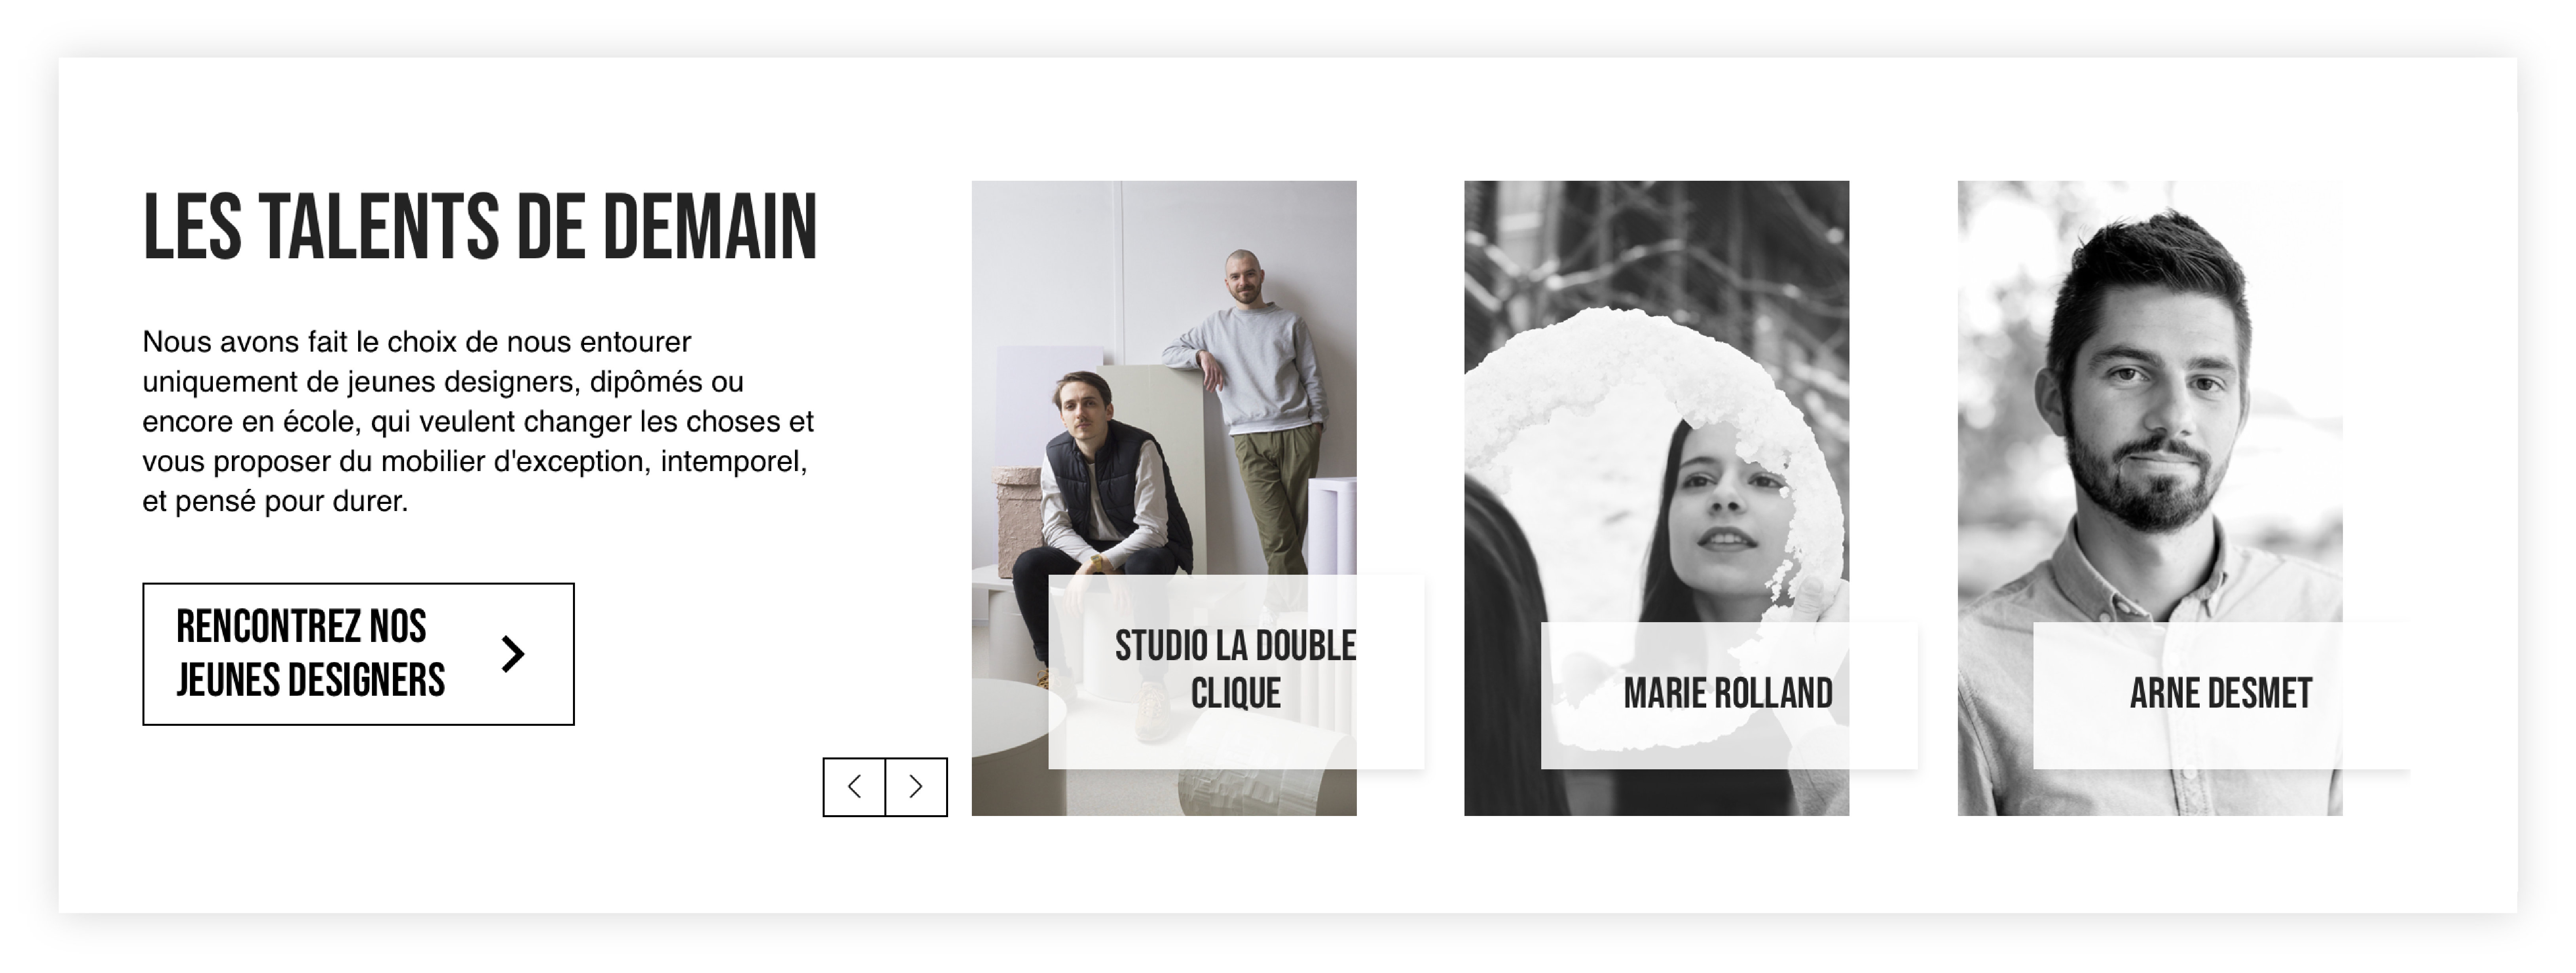 LES TALENTS DE DEMAIN
Nous avons fait le choix de nous entourer
uniquement de jeunes designers, dipômés ou
encore en école, qui veulent changer les choses et
vous proposer du mobilier d'exception, intemporel,
et pensé pour durer.
RENCONTREZ NOS
JEUNES DESIGNERS
STUDIO LA DOUBLE
CLIQUE
MARIE ROLLAND
ARNE DESMET